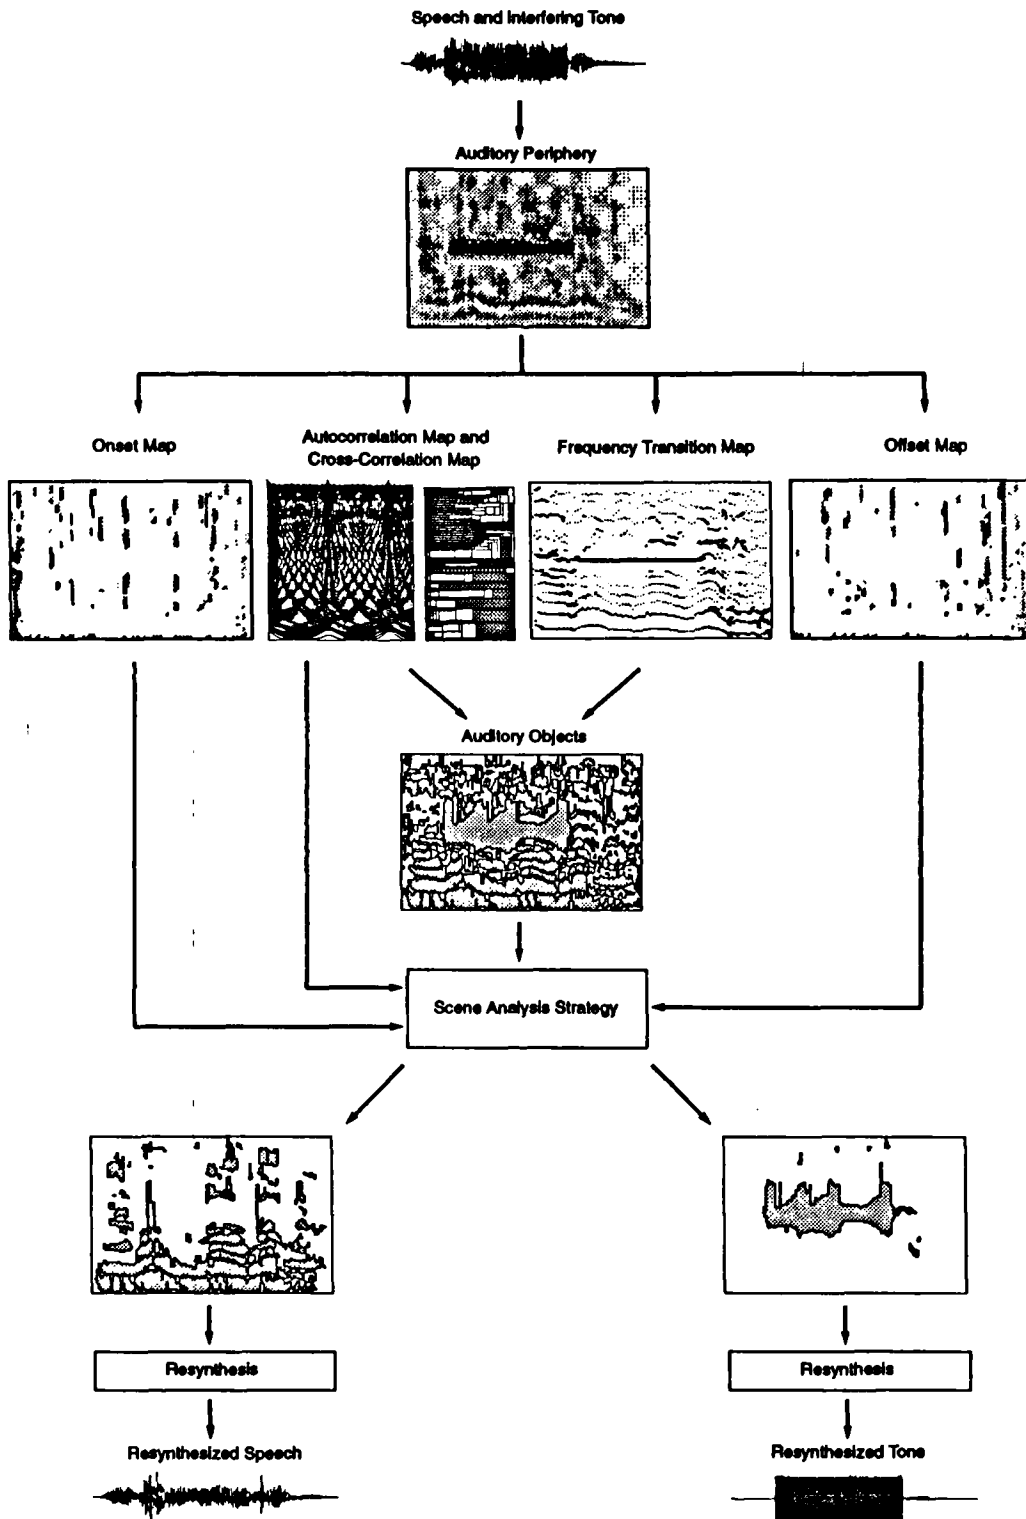 Speech and Interfering Tone
Auditory Periphery
Onset Map
Autocorrelation Map and
Cross-Correlation Map
Frequency Transition Map
Offset Map
Auditory Objects
Scene Analysis Strategy
Resynthesis
Resynthesis
Resynthesized Speech
Resynthesized Tone